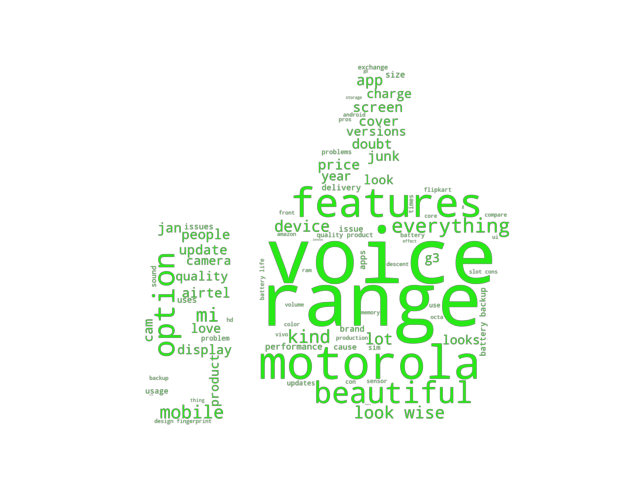 exchange
g5
size
app
charge
storage
screen
android
pros
cover
versions
doubt
problems
junk
price
year
look
delivery
flipkart
features
times
front
core
compare
jan
issues
people
device
issue
everything
amazon
quality product
battery
ui
effect
update
voice
camera
apps
g3
descent
sound
quality
battery life
ram
slot cons
option
uses
airtel
range
volume
memory
use
battery backup
mi
hd
octa
cam
love
color
brand
vivo
kind
production
lot
looks
problem
display
performance
cause
sim
motorola
product
backup
updates
con
sensor
usage
beautiful
thing
mobile
look wise
design fingerprint